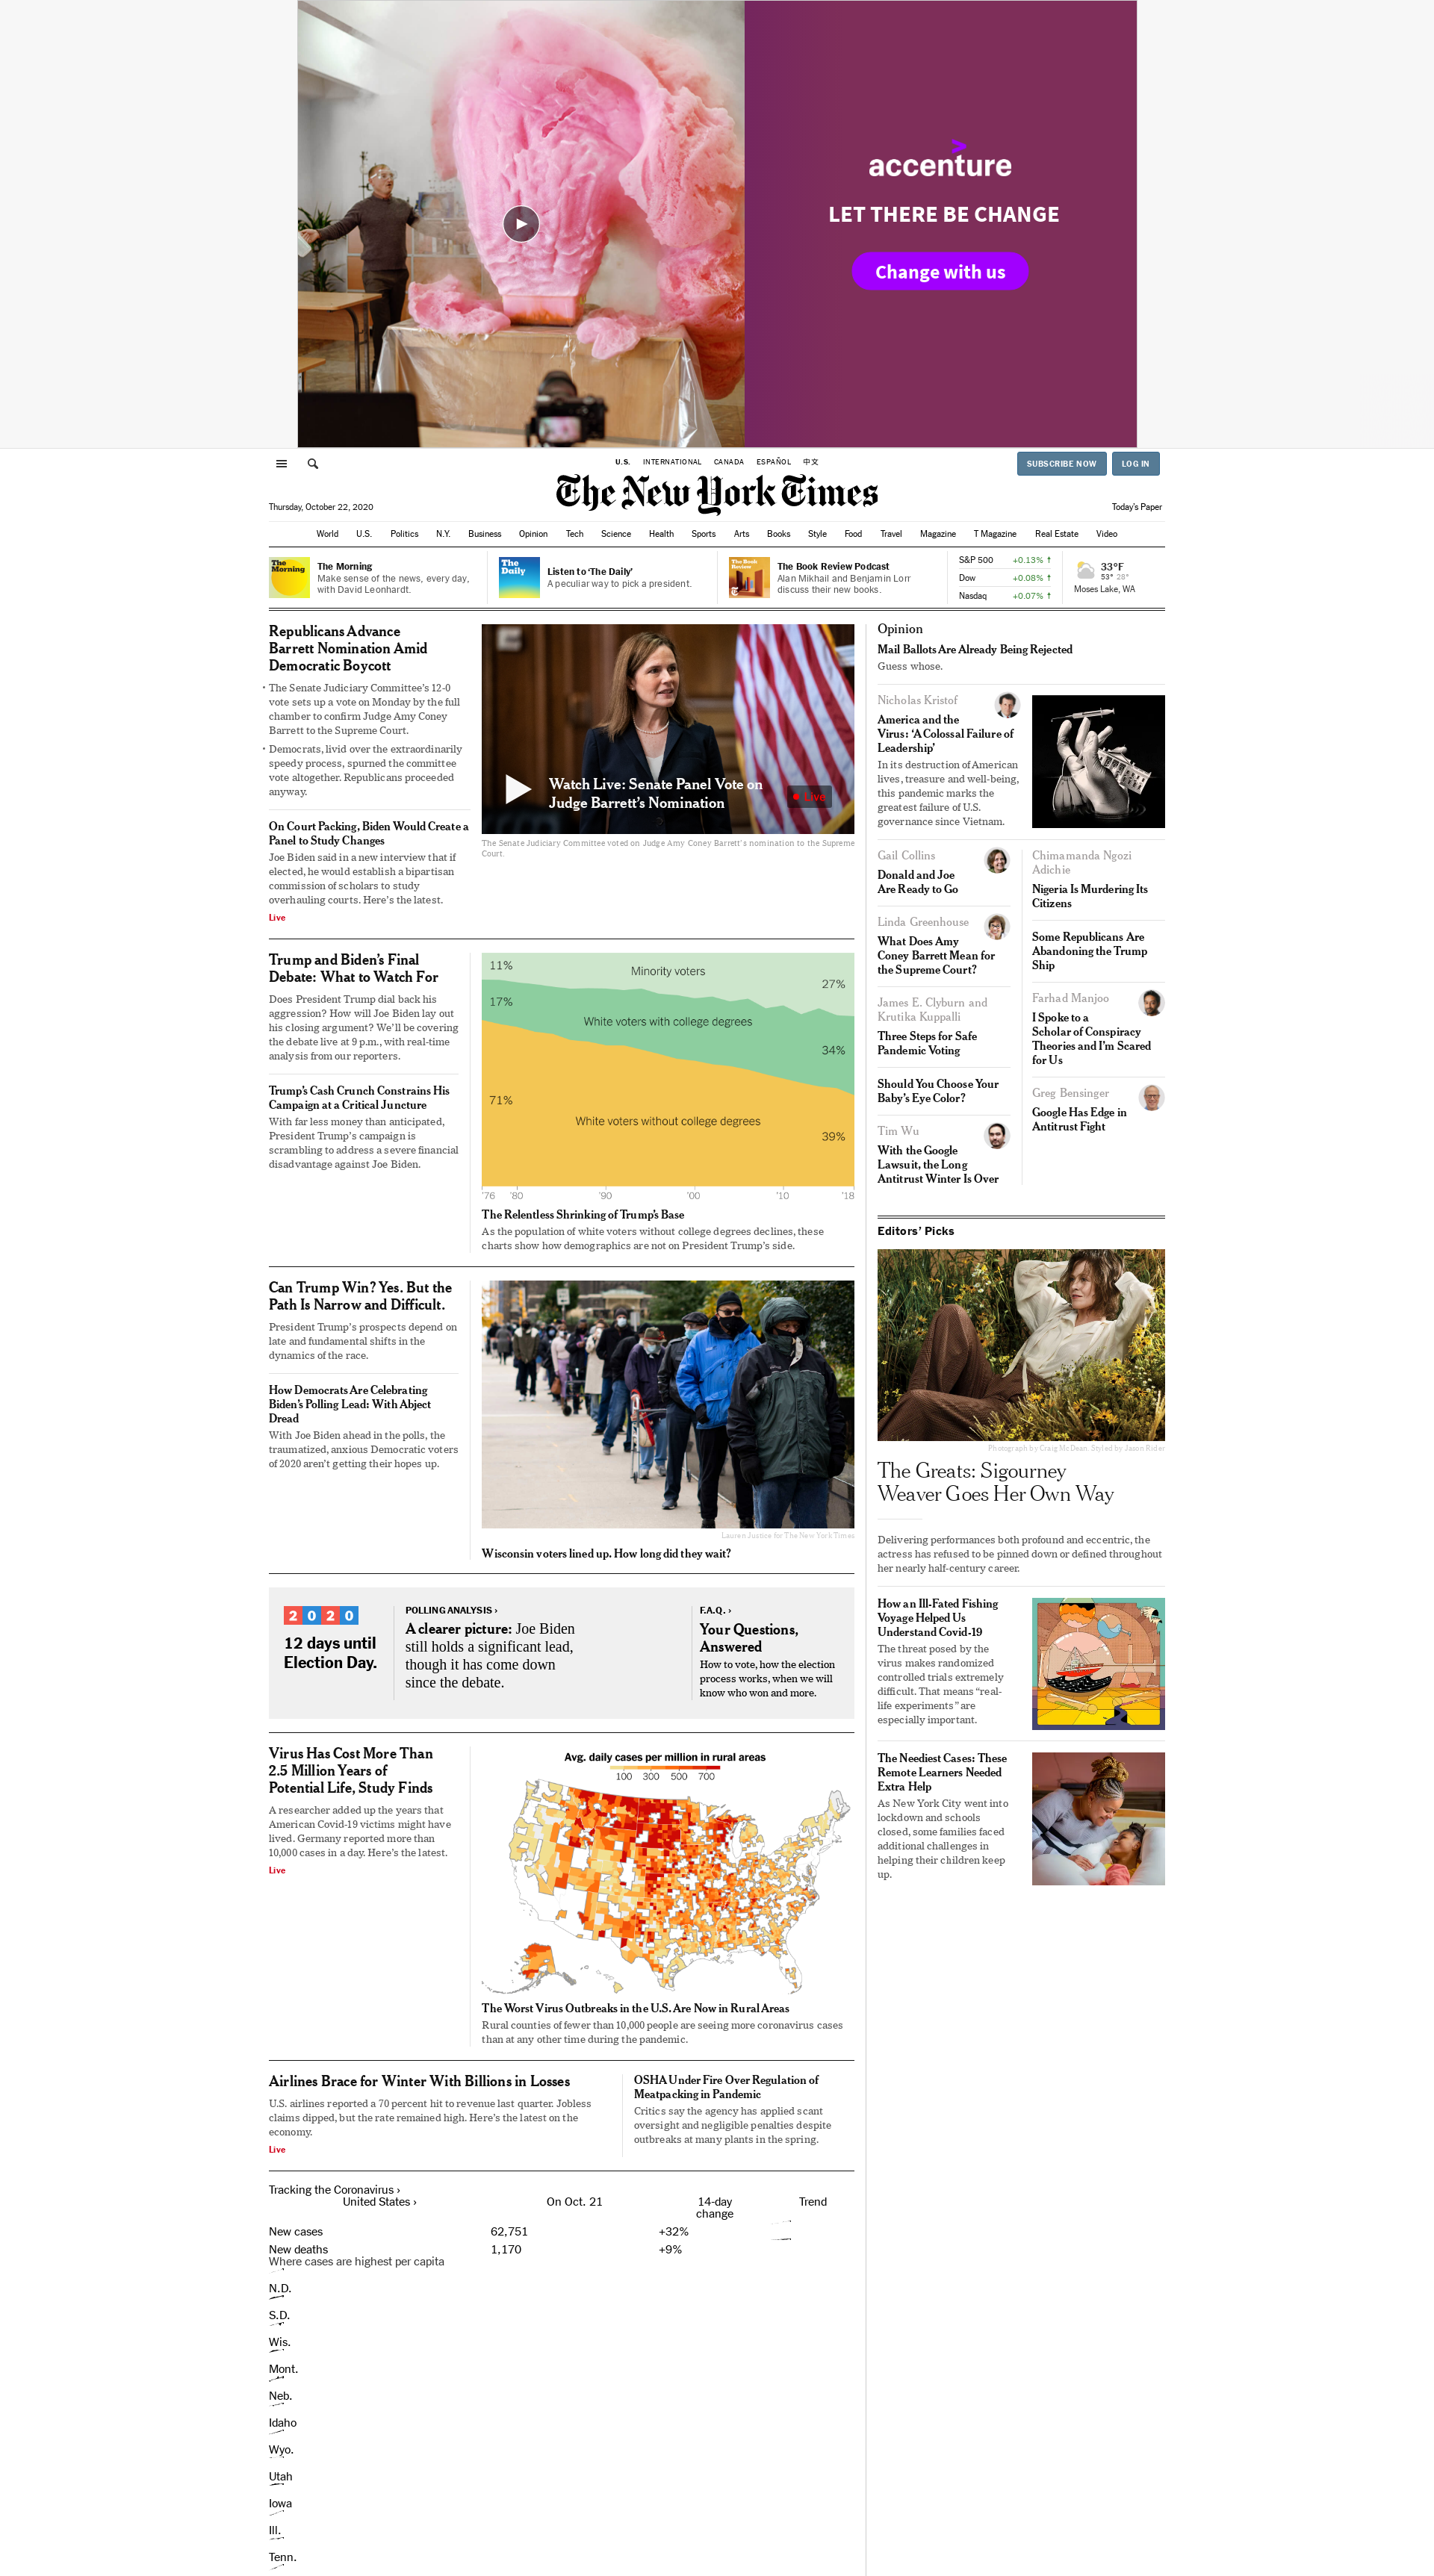 accenture
LET THERE BE CHANGE
Change with us
U.S. INTERNATIONAL CANADA ESPAÑOL 中文
SUBSCRIBE NOW LOG IN
The New York Times
Thursday, October 22, 2020
Today's Paper
World U.S. Politics N.Y. Business Opinion Tech Science Health Sports Arts Books Style Food Travel Magazine T Magazine Real Estate Video
The Morning
The Morning
Make sense of the news, every day,
with David Leonhardt.
The Daily
Listen to ‘The Daily’
A peculiar way to pick a president.
The Book Review
The Book Review Podcast
Alan Mikhail and Benjamin Lorr
discuss their new books.
S&P 500 +0.13% ↑
Dow +0.08% ↑
Nasdaq +0.07% ↑
33°F
53° 28°
Moses Lake, WA
Republicans Advance
Barrett Nomination Amid
Democratic Boycott
• The Senate Judiciary Committee’s 12-0
vote sets up a vote on Monday by the full
chamber to confirm Judge Amy Coney
Barrett to the Supreme Court.
• Democrats, livid over the extraordinarily
speedy process, spurned the committee
vote altogether. Republicans proceeded
anyway.
On Court Packing, Biden Would Create a
Panel to Study Changes
Joe Biden said in a new interview that if
elected, he would establish a bipartisan
commission of scholars to study
overhauling courts. Here’s the latest.
Live
Watch Live: Senate Panel Vote on
Judge Barrett’s Nomination
Live
The Senate Judiciary Committee voted on Judge Amy Coney Barrett’s nomination to the Supreme
Court.
Trump and Biden’s Final
Debate: What to Watch For
Does President Trump dial back his
aggression? How will Joe Biden lay out
his closing argument? We’ll be covering
the debate live at 9 p.m., with real-time
analysis from our reporters.
Trump’s Cash Crunch Constrains His
Campaign at a Critical Juncture
With far less money than anticipated,
President Trump’s campaign is
scrambling to address a severe financial
disadvantage against Joe Biden.
11%
Minority voters
27%
17%
White voters with college degrees
34%
71%
White voters without college degrees
39%
’76 ’80 ’90 ’00 ’10 ’18
The Relentless Shrinking of Trump’s Base
As the population of white voters without college degrees declines, these
charts show how demographics are not on President Trump’s side.
Can Trump Win? Yes. But the
Path Is Narrow and Difficult.
President Trump’s prospects depend on
late and fundamental shifts in the
dynamics of the race.
How Democrats Are Celebrating
Biden’s Polling Lead: With Abject
Dread
With Joe Biden ahead in the polls, the
traumatized, anxious Democratic voters
of 2020 aren’t getting their hopes up.
Lauren Justice for The New York Times
Wisconsin voters lined up. How long did they wait?
2020
12 days until
Election Day.
POLLING ANALYSIS ›
A clearer picture: Joe Biden
still holds a significant lead,
though it has come down
since the debate.
F.A.Q. ›
Your Questions,
Answered
How to vote, how the election
process works, when we will
know who won and more.
Virus Has Cost More Than
2.5 Million Years of
Potential Life, Study Finds
A researcher added up the years that
American Covid-19 victims might have
lived. Germany reported more than
10,000 cases in a day. Here’s the latest.
Live
Avg. daily cases per million in rural areas
100 300 500 700
The Worst Virus Outbreaks in the U.S. Are Now in Rural Areas
Rural counties of fewer than 10,000 people are seeing more coronavirus cases
than at any other time during the pandemic.
Airlines Brace for Winter With Billions in Losses
U.S. airlines reported a 70 percent hit to revenue last quarter. Jobless
claims dipped, but the rate remained high. Here’s the latest on the
economy.
Live
OSHA Under Fire Over Regulation of
Meatpacking in Pandemic
Critics say the agency has applied scant
oversight and negligible penalties despite
outbreaks at many plants in the spring.
Tracking the Coronavirus ›
United States › On Oct. 21 14-day change Trend
New cases 62,751 +32%
New deaths 1,170 +9%
Where cases are highest per capita
N.D.
S.D.
Wis.
Mont.
Neb.
Idaho
Wyo.
Utah
Iowa
Ill.
Tenn.
Opinion
Mail Ballots Are Already Being Rejected
Guess whose.
Nicholas Kristof
America and the
Virus: ‘A Colossal Failure of
Leadership’
In its destruction of American
lives, treasure and well-being,
this pandemic marks the
greatest failure of U.S.
governance since Vietnam.
Gail Collins
Donald and Joe
Are Ready to Go
Linda Greenhouse
What Does Amy
Coney Barrett Mean for
the Supreme Court?
James E. Clyburn and
Krutika Kuppalli
Three Steps for Safe
Pandemic Voting
Should You Choose Your
Baby’s Eye Color?
Tim Wu
With the Google
Lawsuit, the Long
Antitrust Winter Is Over
Chimamanda Ngozi
Adichie
Nigeria Is Murdering Its
Citizens
Some Republicans Are
Abandoning the Trump
Ship
Farhad Manjoo
I Spoke to a
Scholar of Conspiracy
Theories and I’m Scared
for Us
Greg Bensinger
Google Has Edge in
Antitrust Fight
Editors’ Picks
Photograph by Craig McDean. Styled by Jason Rider
The Greats: Sigourney
Weaver Goes Her Own Way
Delivering performances both profound and eccentric, the
actress has refused to be pinned down or defined throughout
her nearly half-century career.
How an Ill-Fated Fishing
Voyage Helped Us
Understand Covid-19
The threat posed by the
virus makes randomized
controlled trials extremely
difficult. That means “real-
life experiments” are
especially important.
The Neediest Cases: These
Remote Learners Needed
Extra Help
As New York City went into
lockdown and schools
closed, some families faced
additional challenges in
helping their children keep
up.